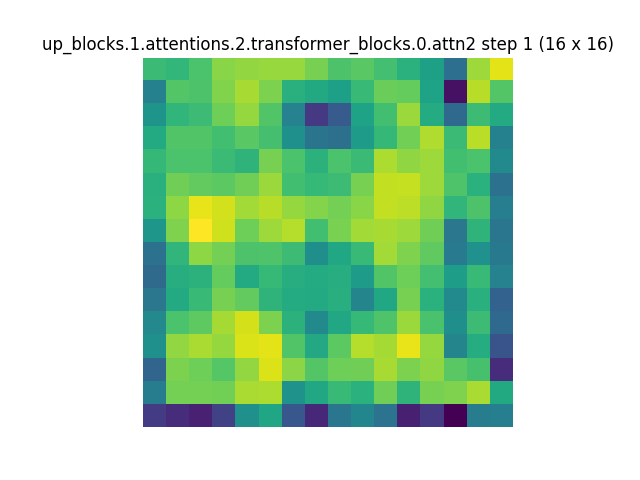 up_blocks.1.attentions.2.transformer_blocks.0.attn2 step 1 (16 x 16)